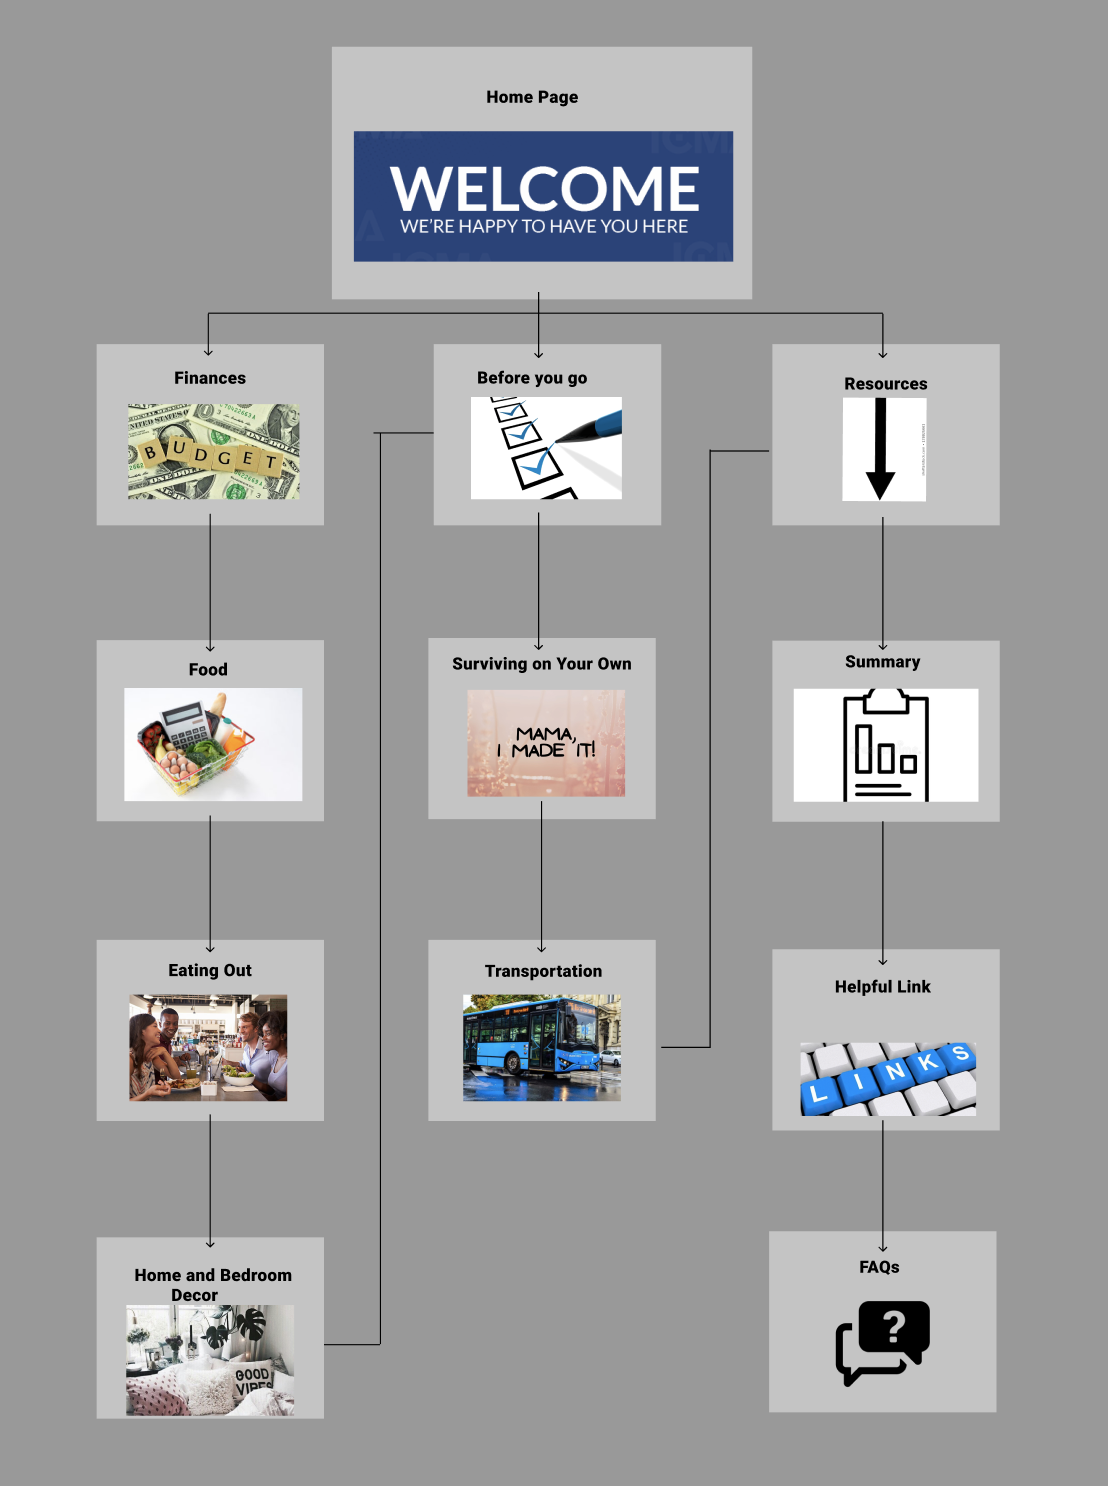 Home Page
WELCOME
WE'RE HAPPY TO HAVE YOU HERE
Finances
BUDGET
Before you go
Resources
Food
Surviving on Your Own
MAMA,
I MADE IT!
Summary
Eating Out
Transportation
Helpful Link
LINKS
Home and Bedroom
Decor
GOOD
VIBES
FAQs
?